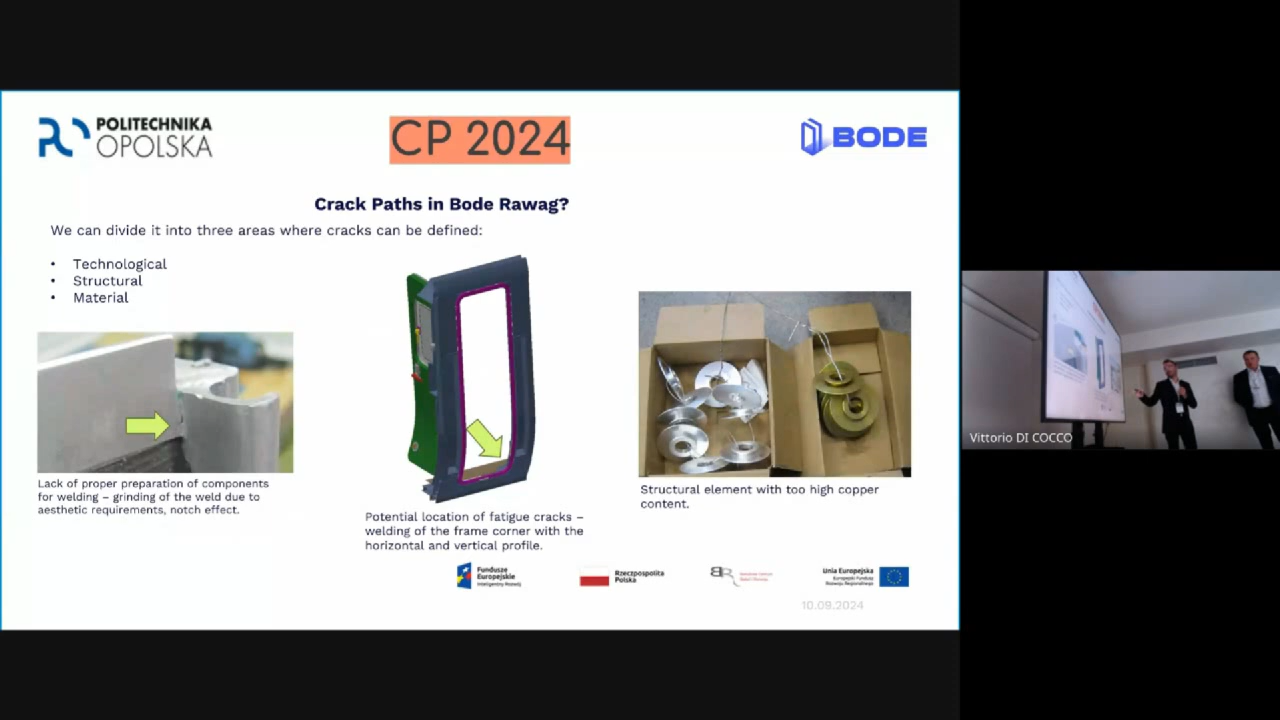 POLITECHNIKA
OPOLSKA
CP 2024
BODE
Crack Paths in Bode Rawag?
We can divide it into three areas where cracks can be defined:
• Technological
• Structural
• Material
Lack of proper preparation of components
for welding – grinding of the weld due to
aesthetic requirements, notch effect.
Potential location of fatigue cracks –
welding of the frame corner with the
horizontal and vertical profile.
Structural element with too high copper
content.
Fundusze
Europejskie
Inteligentny Rozwój
Rzeczpospolita
Polska
Unia Europejska
Europejski Fundusz
Rozwoju Regionalnego
10.09.2024
Vittorio DI COCCO